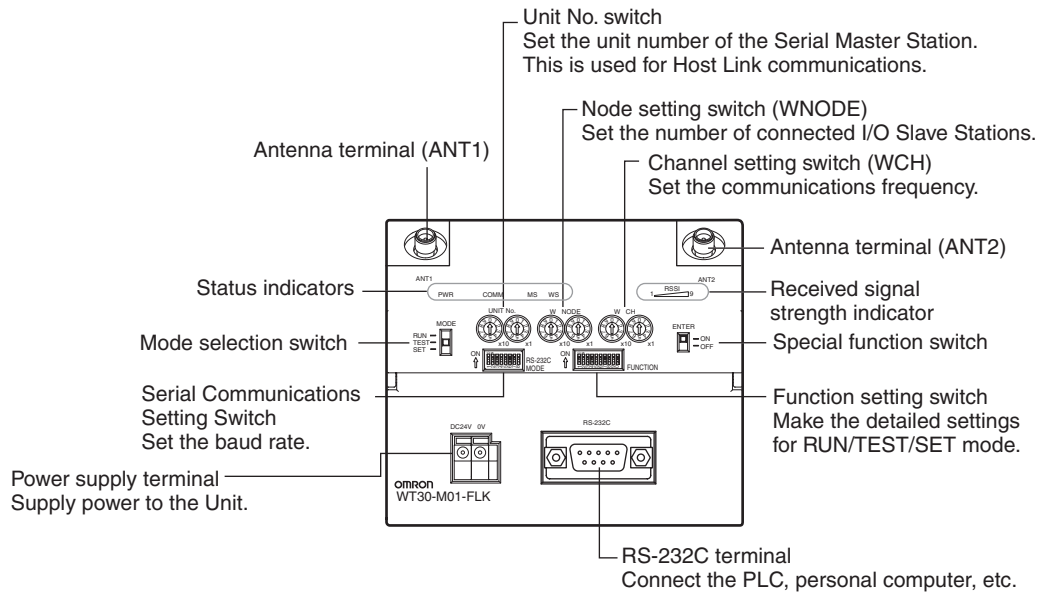 Unit No. switch
Set the unit number of the Serial Master Station.
This is used for Host Link communications.
Node setting switch (WNODE)
Set the number of connected I/O Slave Stations.
Antenna terminal (ANT1)
Channel setting switch (WCH)
Set the communications frequency.
Antenna terminal (ANT2)
Status indicators
ANT1
PWR COMM MS WS
ANT2
RSSI
1 9
Received signal
strength indicator
Mode selection switch
MODE
RUN
TEST
SET
UNIT No.
x10 x1
W NODE
x10 x1
W CH
x10 x1
ENTER
ON
OFF
Special function switch
ON
RS-232C
MODE
ON
FUNCTION
Serial Communications
Setting Switch
Set the baud rate.
Function setting switch
Make the detailed settings
for RUN/TEST/SET mode.
DC24V 0V
RS-232C
Power supply terminal
Supply power to the Unit.
OMRON
WT30-M01-FLK
RS-232C terminal
Connect the PLC, personal computer, etc.